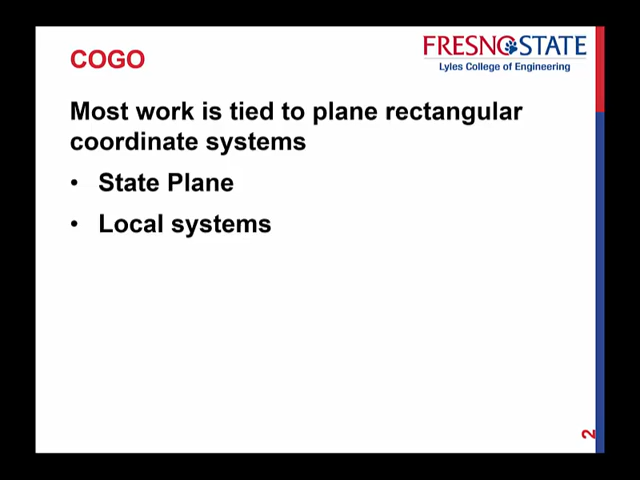 COGO
FRESNO STATE
Lyles College of Engineering
Most work is tied to plane rectangular
coordinate systems
• State Plane
• Local systems
2